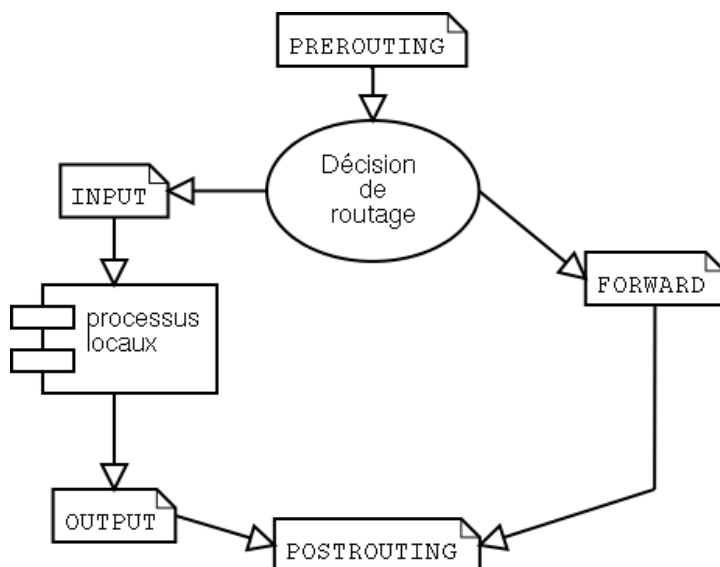 PREROUTING
Décision
de
routage
INPUT
FORWARD
processus
locaux
OUTPUT
POSTROUTING